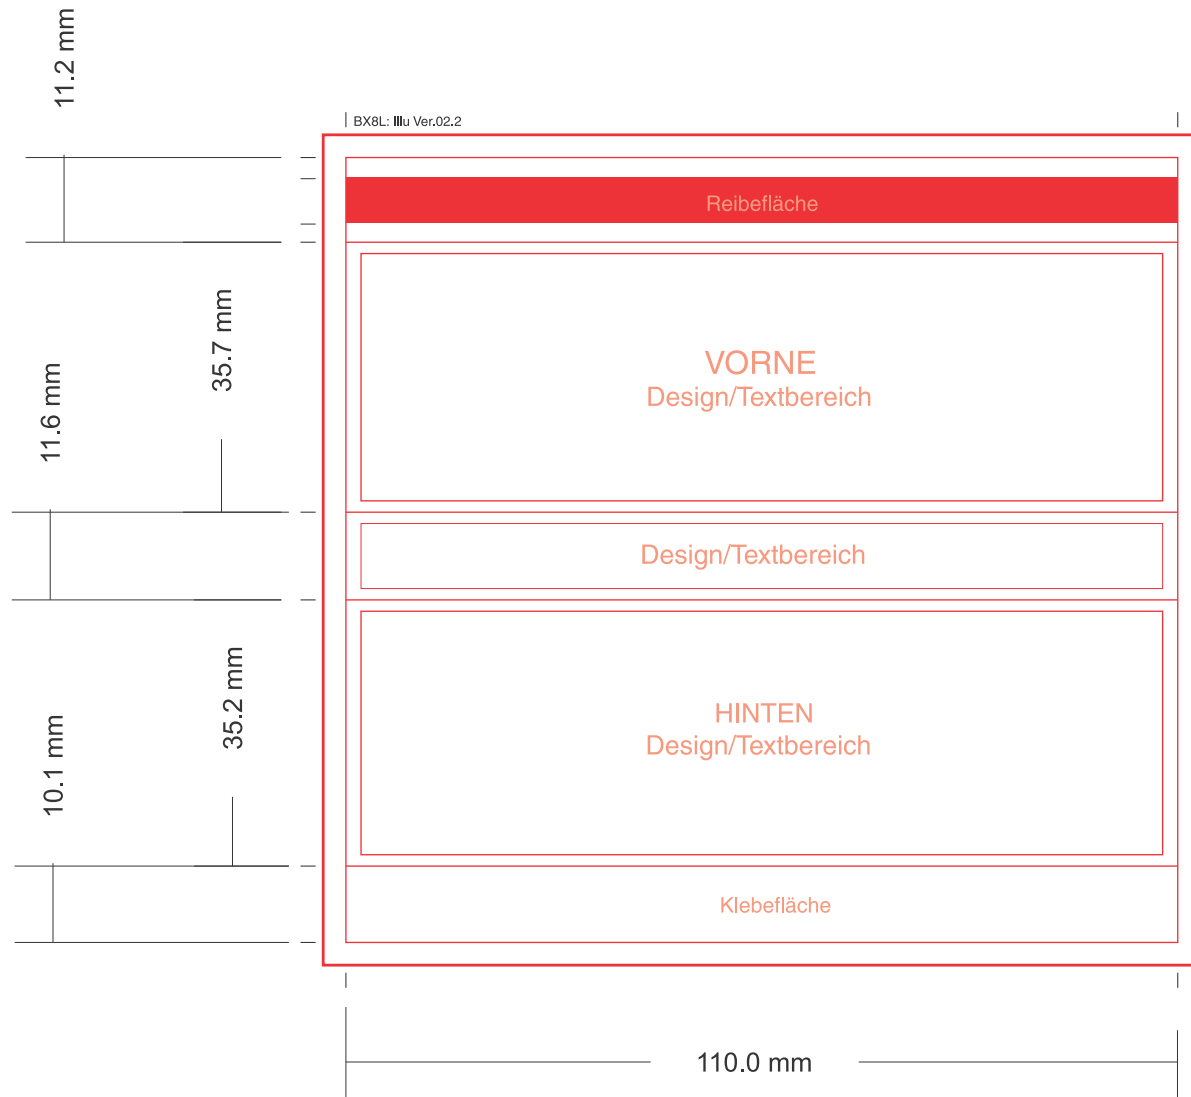 11.2 mm
BX8L: Illu Ver.02.2
Reibefläche
35.7 mm
VORNE
Design/Textbereich
11.6 mm
Design/Textbereich
35.2 mm
HINTEN
Design/Textbereich
10.1 mm
Klebefläche
110.0 mm